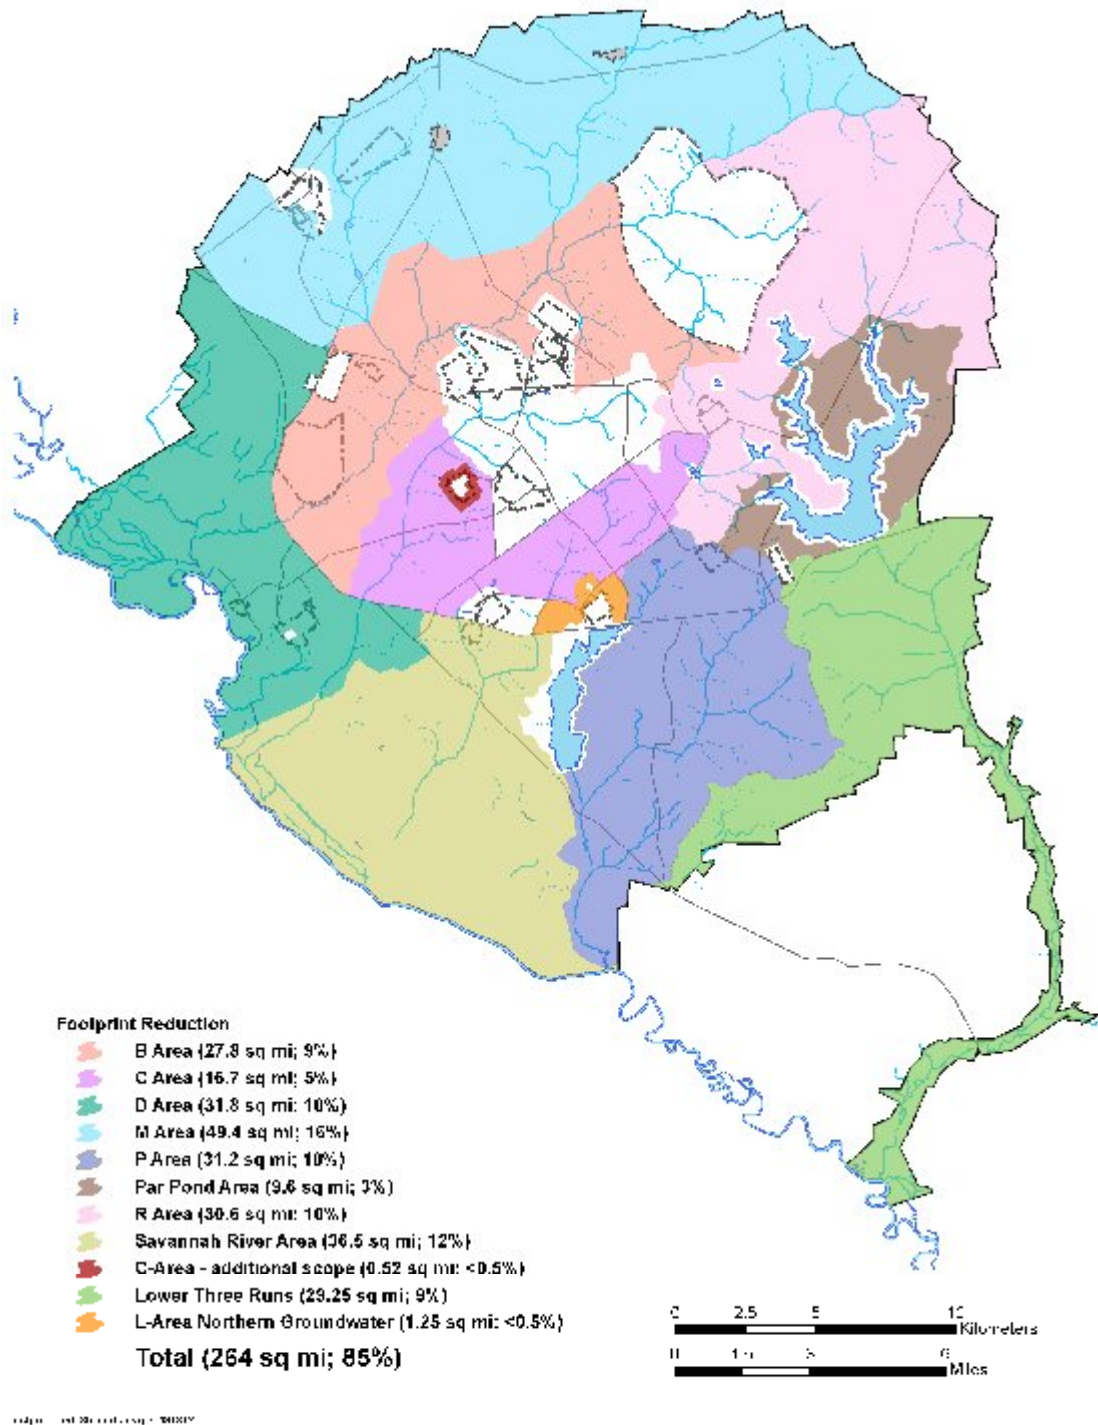 Footprint Reduction
B Area (27.8 sq mi; 9%)
C Area (16.7 sq mi; 5%)
D Area (31.8 sq mi; 10%)
M Area (49.4 sq mi; 16%)
P Area (31.2 sq mi; 10%)
Par Pond Area (9.6 sq mi; 3%)
R Area (30.6 sq mi; 10%)
Savannah River Area (36.5 sq mi; 12%)
C-Area - additional scope (0.52 sq mi; <0.5%)
Lower Three Runs (29.25 sq mi; 9%)
L-Area Northern Groundwater (1.25 sq mi; <0.5%)
Total (264 sq mi; 85%)
0 2.5 5 10
Kilometers
0 1.5 3 6
Miles